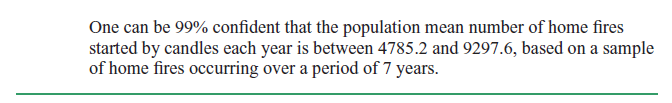 One can be 99% confident that the population mean number of home fires
started by candles each year is between 4785.2 and 9297.6, based on a sample
of home fires occurring over a period of 7 years.